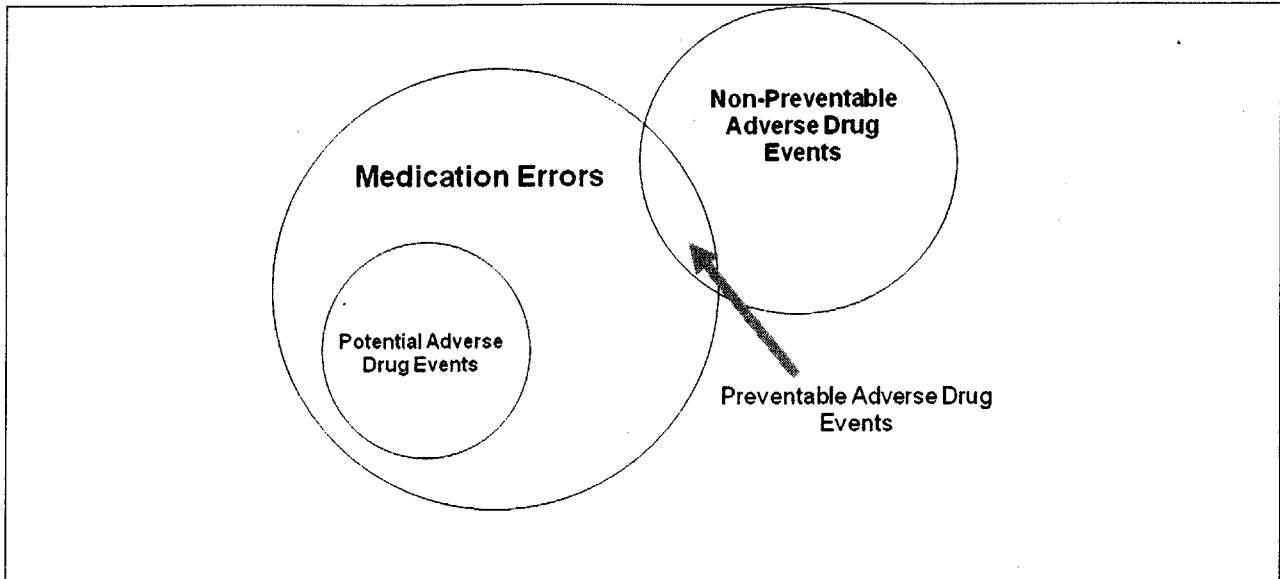 Non-Preventable
Adverse Drug
Events
Medication Errors
Potential Adverse
Drug Events
Preventable Adverse Drug
Events